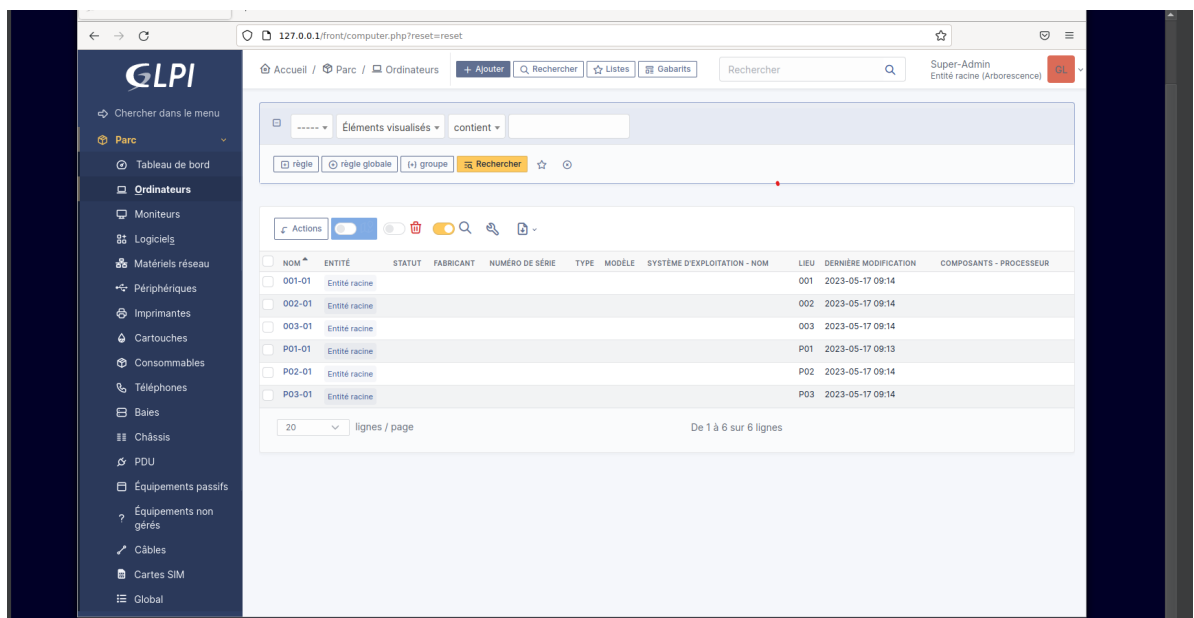 127.0.0.1/front/computer.php?reset=reset
GLPI
Accueil / Parc / Ordinateurs
+ Ajouter
Rechercher
Listes
Gabarits
Rechercher
Super-Admin
Entité racine (Arborescence)
GL
Chercher dans le menu
Parc
Tableau de bord
Ordinateurs
Moniteurs
Logiciels
Matériels réseau
Périphériques
Imprimantes
Cartouches
Consommables
Téléphones
Baies
Châssis
PDU
Équipements passifs
Équipements non
gérés
Câbles
Cartes SIM
Global
----- Éléments visualisés contient
règle règle globale groupe Rechercher
Actions
NOM ENTITÉ STATUT FABRICANT NUMÉRO DE SÉRIE TYPE MODÈLE SYSTÈME D'EXPLOITATION - NOM LIEU DERNIÈRE MODIFICATION COMPOSANTS - PROCESSEUR
001-01 Entité racine 001 2023-05-17 09:14
002-01 Entité racine 002 2023-05-17 09:14
003-01 Entité racine 003 2023-05-17 09:14
P01-01 Entité racine P01 2023-05-17 09:13
P02-01 Entité racine P02 2023-05-17 09:14
P03-01 Entité racine P03 2023-05-17 09:14
20 lignes / page
De 1 à 6 sur 6 lignes